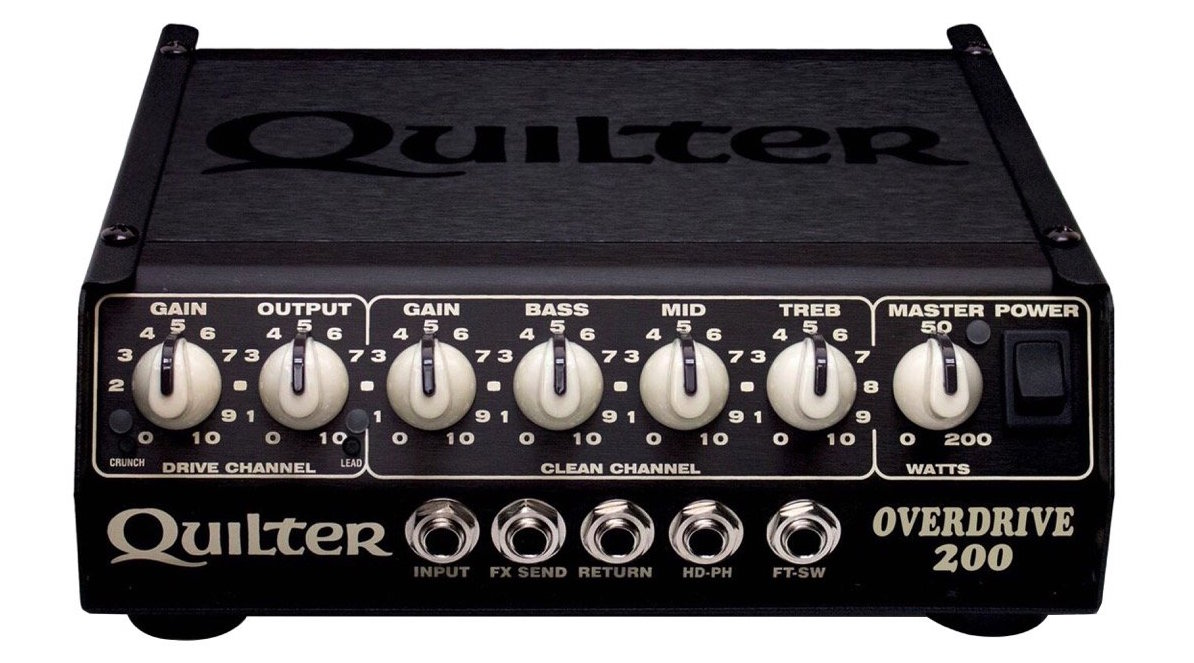 QUILTER
GAIN OUTPUT GAIN BASS MID TREB MASTER POWER
5 5 5 5 5 5 50
4 6 4 6 4 6 4 6 4 6 4 6
3 7 3 7 3 7 3 7 3 7 3 7
2 8
9 1 1 9 1 9 1 9 1 9
0 10 0 10 0 10 0 10 0 10 0 10 0 200
CRUNCH DRIVE CHANNEL LEAD CLEAN CHANNEL WATTS
QUILTER
INPUT FX SEND RETURN HD-PH FT-SW
OVERDRIVE
200